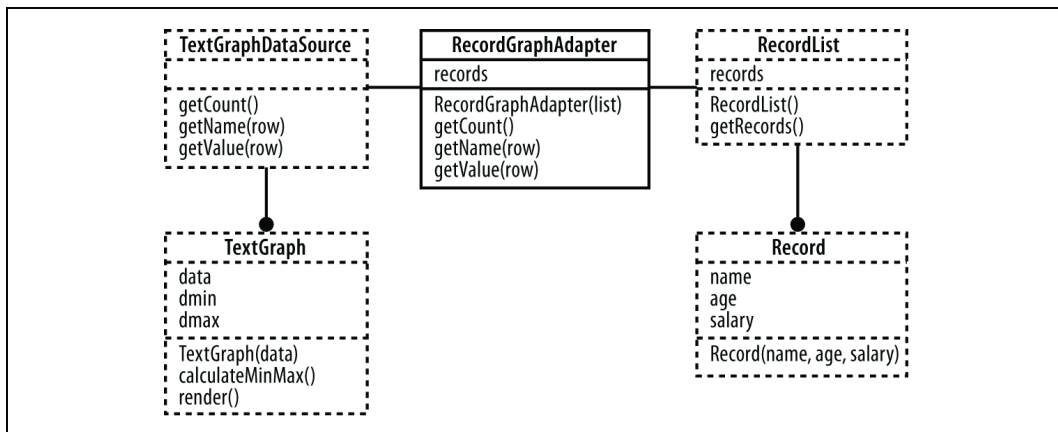 TextGraphDataSource
getCount()
getName(row)
getValue(row)
RecordGraphAdapter
records
RecordGraphAdapter(list)
getCount()
getName(row)
getValue(row)
RecordList
records
RecordList()
getRecords()
TextGraph
data
dmin
dmax
TextGraph(data)
calculateMinMax()
render()
Record
name
age
salary
Record(name, age, salary)